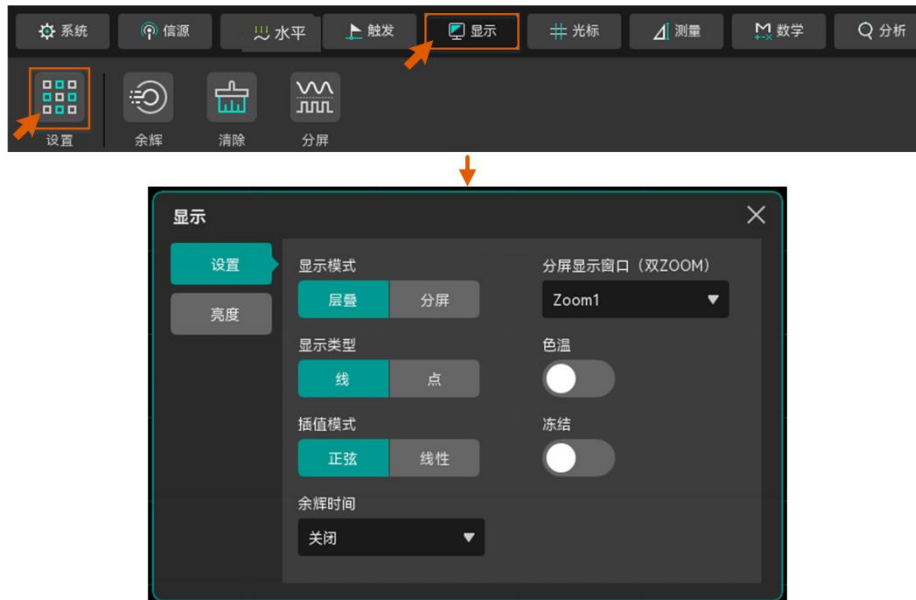 系统 信源 水平 触发 显示 光标 测量 数学 Q 分析
设置 余辉 清除 分屏
显示
设置
亮度
显示模式
层叠 分屏
显示类型
线 点
插值模式
正弦 线性
余辉时间
关闭
分屏显示窗口（双ZOOM）
Zoom1
色温
冻结